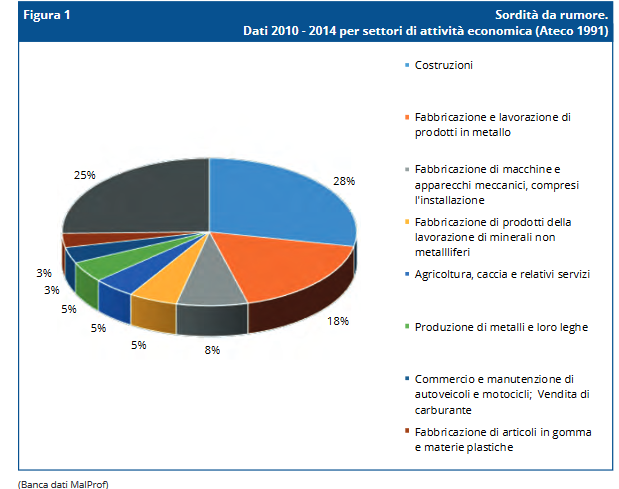 Figura 1
Sordità da rumore.
Dati 2010 - 2014 per settori di attività economica (Ateco 1991)
Costruzioni
Fabbricazione e lavorazione di
prodotti in metallo
Fabbricazione di macchine e
apparecchi meccanici, compresi
l'installazione
Fabbricazione di prodotti della
lavorazione di minerali non
metallliferi
Agricoltura, caccia e relativi servizi
Produzione di metalli e loro leghe
Commercio e manutenzione di
autoveicoli e motocicli; Vendita di
carburante
Fabbricazione di articoli in gomma
e materie plastiche
25%
28%
3%
3%
5%
5%
5%
8%
18%
(Banca dati MalProf)